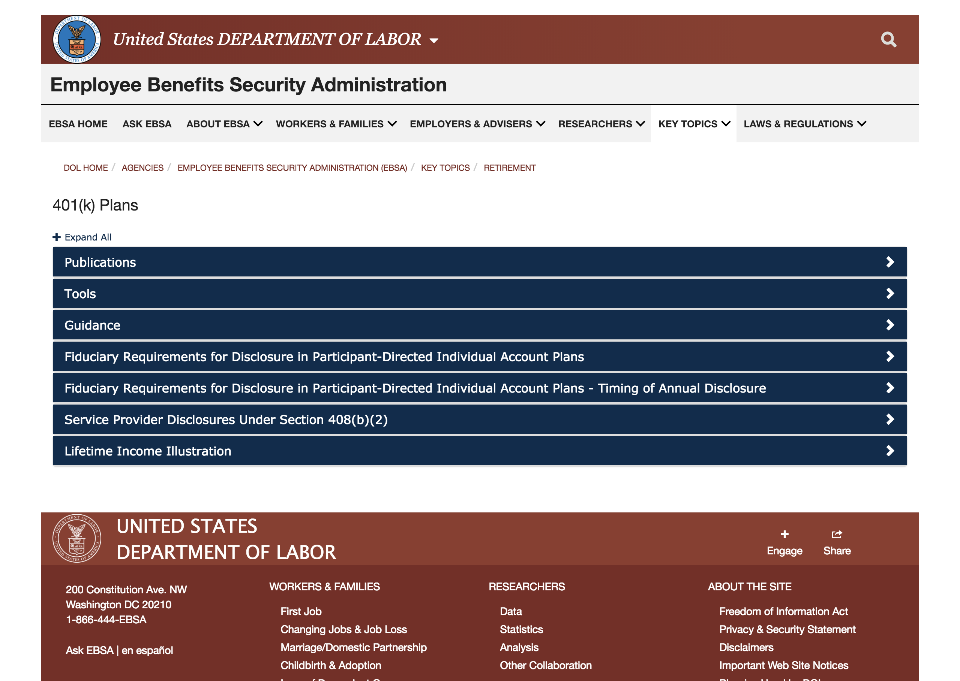 United States DEPARTMENT OF LABOR
Employee Benefits Security Administration
EBSA HOME ASK EBSA ABOUT EBSA WORKERS & FAMILIES EMPLOYERS & ADVISERS RESEARCHERS KEY TOPICS LAWS & REGULATIONS
DOL HOME / AGENCIES / EMPLOYEE BENEFITS SECURITY ADMINISTRATION (EBSA) / KEY TOPICS / RETIREMENT
401(k) Plans
+ Expand All
Publications
Tools
Guidance
Fiduciary Requirements for Disclosure in Participant-Directed Individual Account Plans
Fiduciary Requirements for Disclosure in Participant-Directed Individual Account Plans - Timing of Annual Disclosure
Service Provider Disclosures Under Section 408(b)(2)
Lifetime Income Illustration
UNITED STATES
DEPARTMENT OF LABOR
Engage Share
200 Constitution Ave. NW
Washington DC 20210
1-866-444-EBSA
Ask EBSA | en español
WORKERS & FAMILIES
First Job
Changing Jobs & Job Loss
Marriage/Domestic Partnership
Childbirth & Adoption
RESEARCHERS
Data
Statistics
Analysis
Other Collaboration
ABOUT THE SITE
Freedom of Information Act
Privacy & Security Statement
Disclaimers
Important Web Site Notices